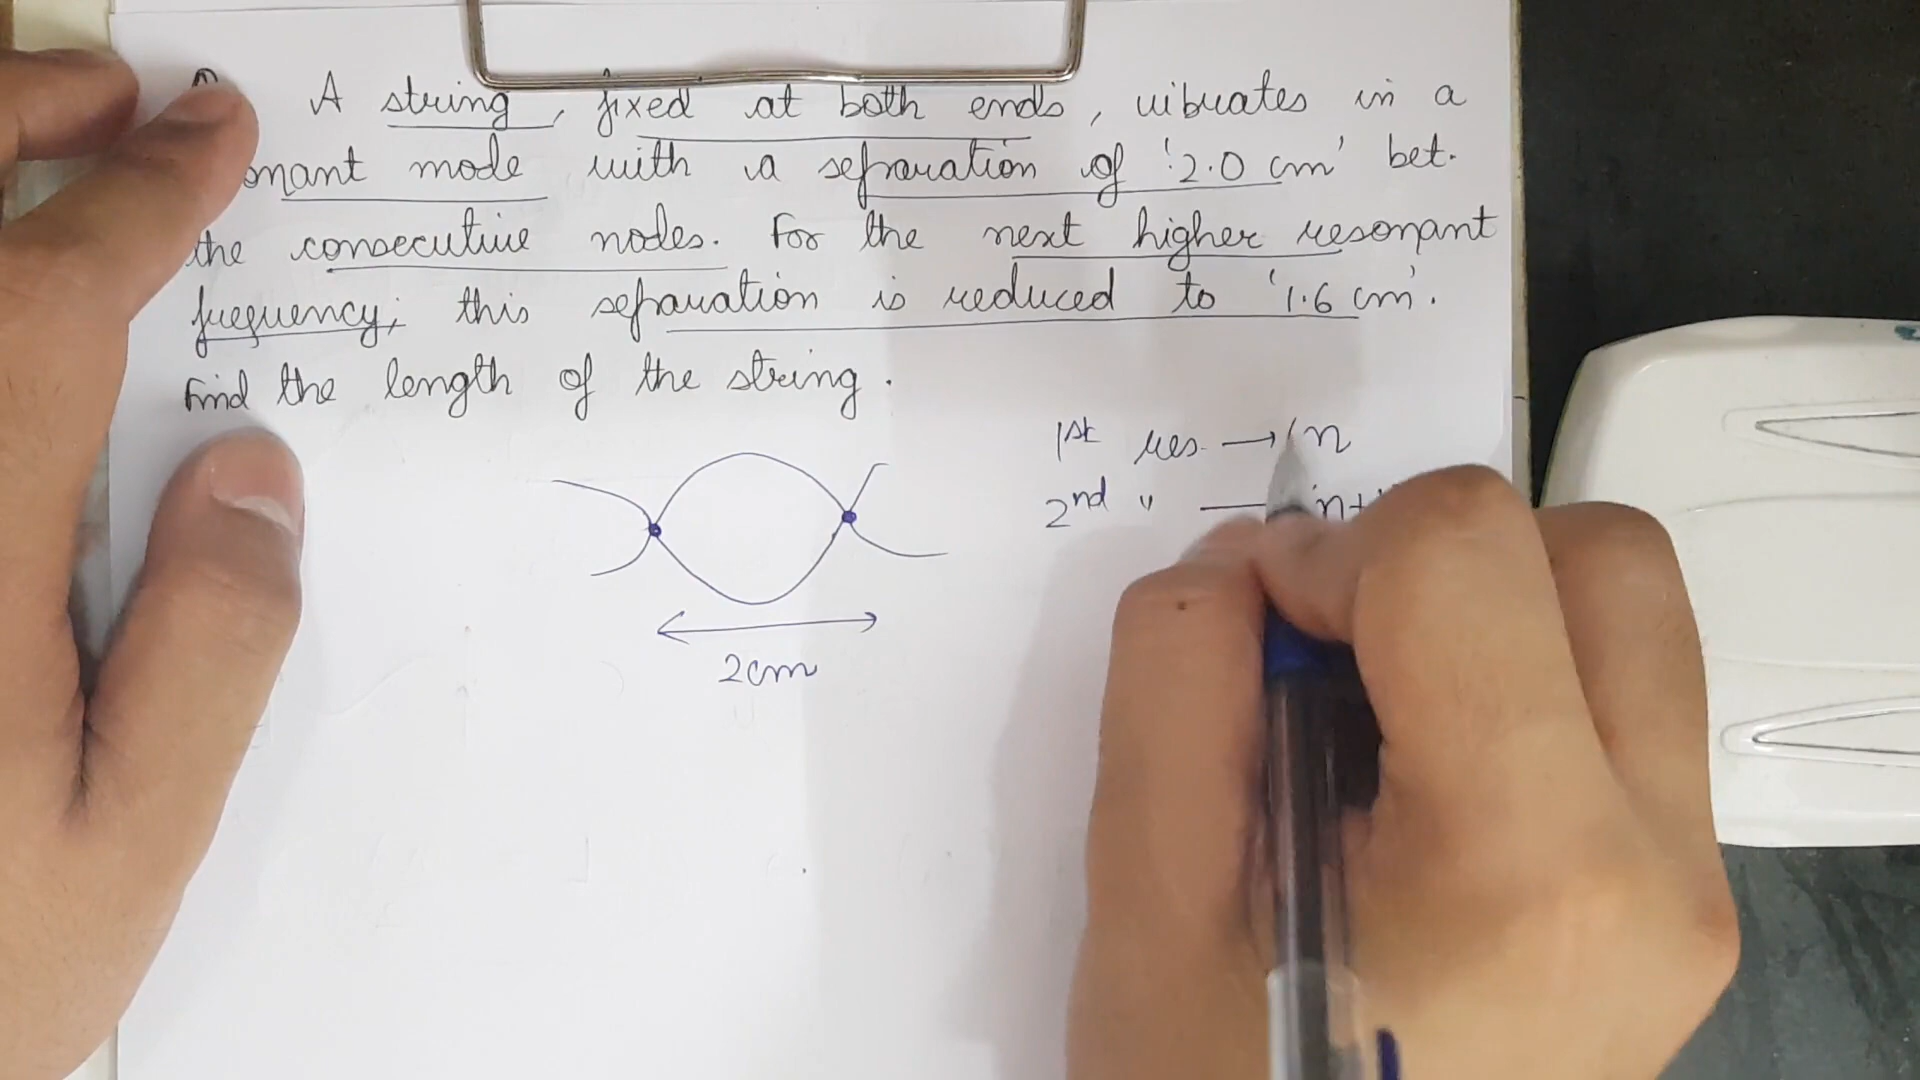 A string, fixed at both ends, vibrates in a
onant mode with a separation of '2.0 cm' bet.
the consecutive nodes. For the next higher resonant
frequency, this separation is reduced to '1.6 cm'.
Find the length of the string.
1st res. → n
2nd " — n+
2cm